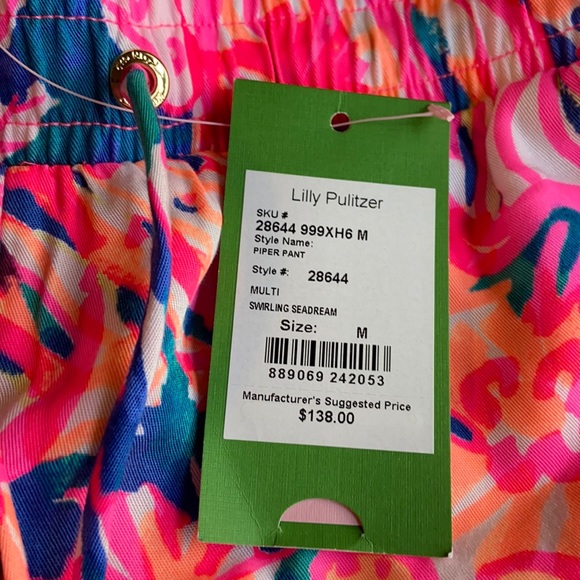 Lilly Pulitzer
SKU #
28644 999XH6 M
Style Name:
PIPER PANT
Style #: 28644
MULTI
SWIRLING SEADREAM
Size: M
889069 242053
Manufacturer's Suggested Price
$138.00